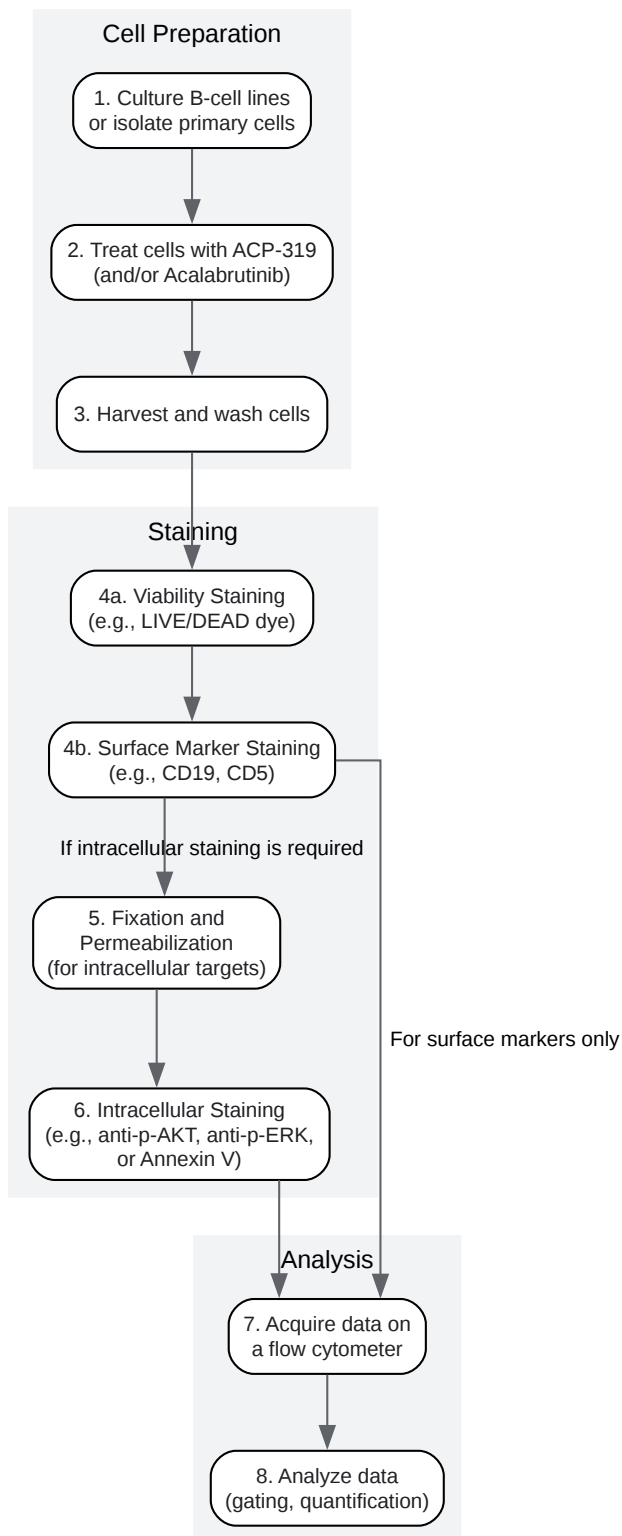 Cell Preparation
1. Culture B-cell lines
or isolate primary cells
2. Treat cells with ACP-319
(and/or Acalabrutinib)
3. Harvest and wash cells
Staining
4a. Viability Staining
(e.g., LIVE/DEAD dye)
4b. Surface Marker Staining
(e.g., CD19, CD5)
If intracellular staining is required
5. Fixation and
Permeabilization
(for intracellular targets)
For surface markers only
6. Intracellular Staining
(e.g., anti-p-AKT, anti-p-ERK,
or Annexin V)
Analysis
7. Acquire data on
a flow cytometer
8. Analyze data
(gating, quantification)